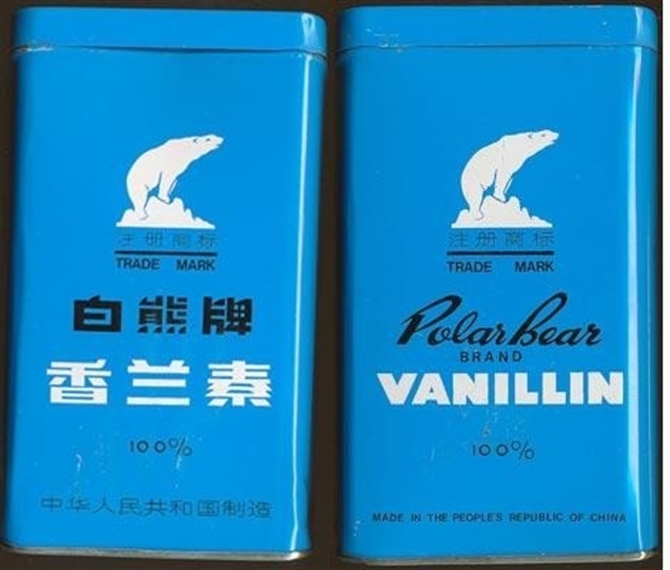 注册商标
TRADE MARK
白熊牌
香兰素
100%
中华人民共和国制造
注册商标
TRADE MARK
Polar Bear
BRAND
VANILLIN
100%
MADE IN THE PEOPLE'S REPUBLIC OF CHINA